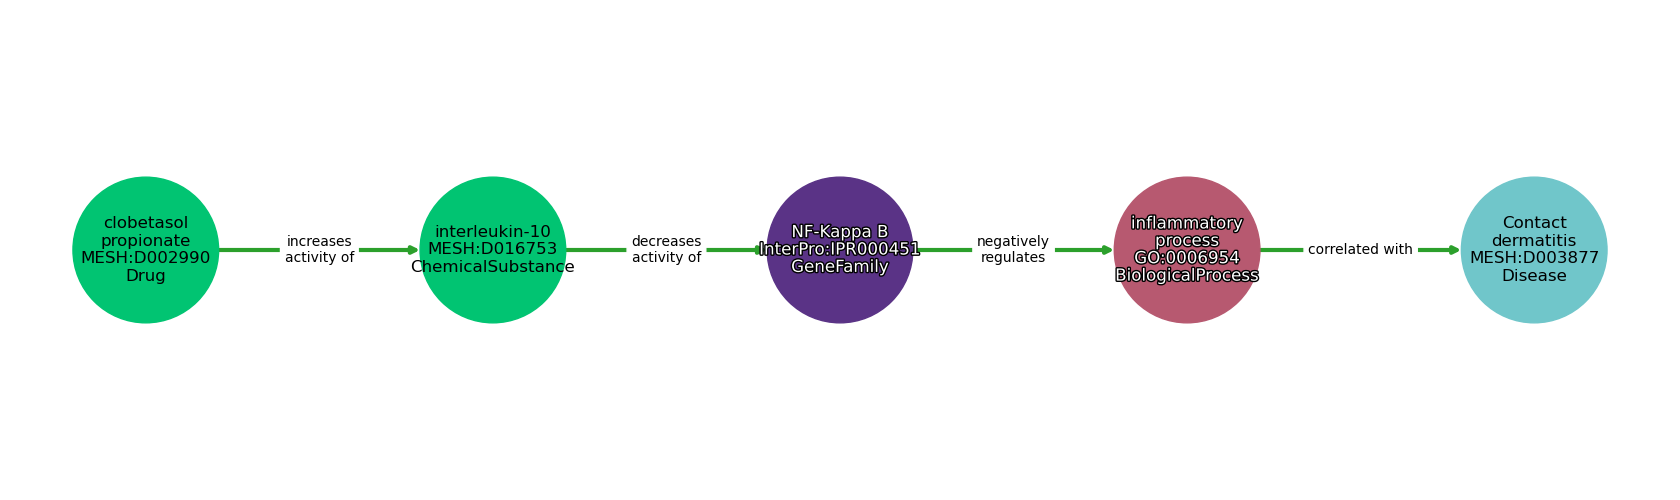 clobetasol
propionate
MESH:D002990
Drug
increases
activity of
interleukin-10
MESH:D016753
ChemicalSubstance
decreases
activity of
NF-Kappa B
InterPro:IPR000451
GeneFamily
negatively
regulates
inflammatory
process
GO:0006954
BiologicalProcess
correlated with
Contact
dermatitis
MESH:D003877
Disease